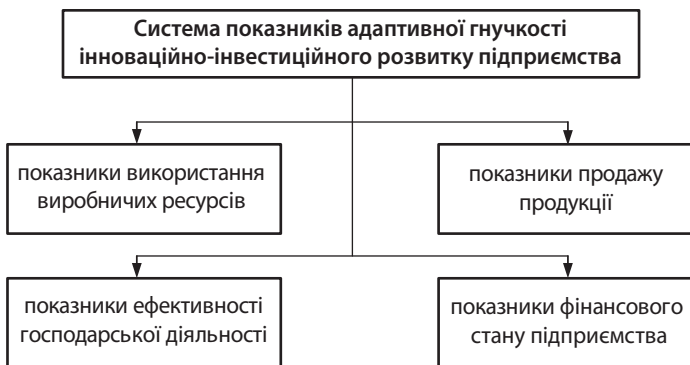 Система показників адаптивної гнучкості
інноваційно-інвестиційного розвитку підприємства
показники використання
виробничих ресурсів
показники продажу
продукції
показники ефективності
господарської діяльності
показники фінансового
стану підприємства